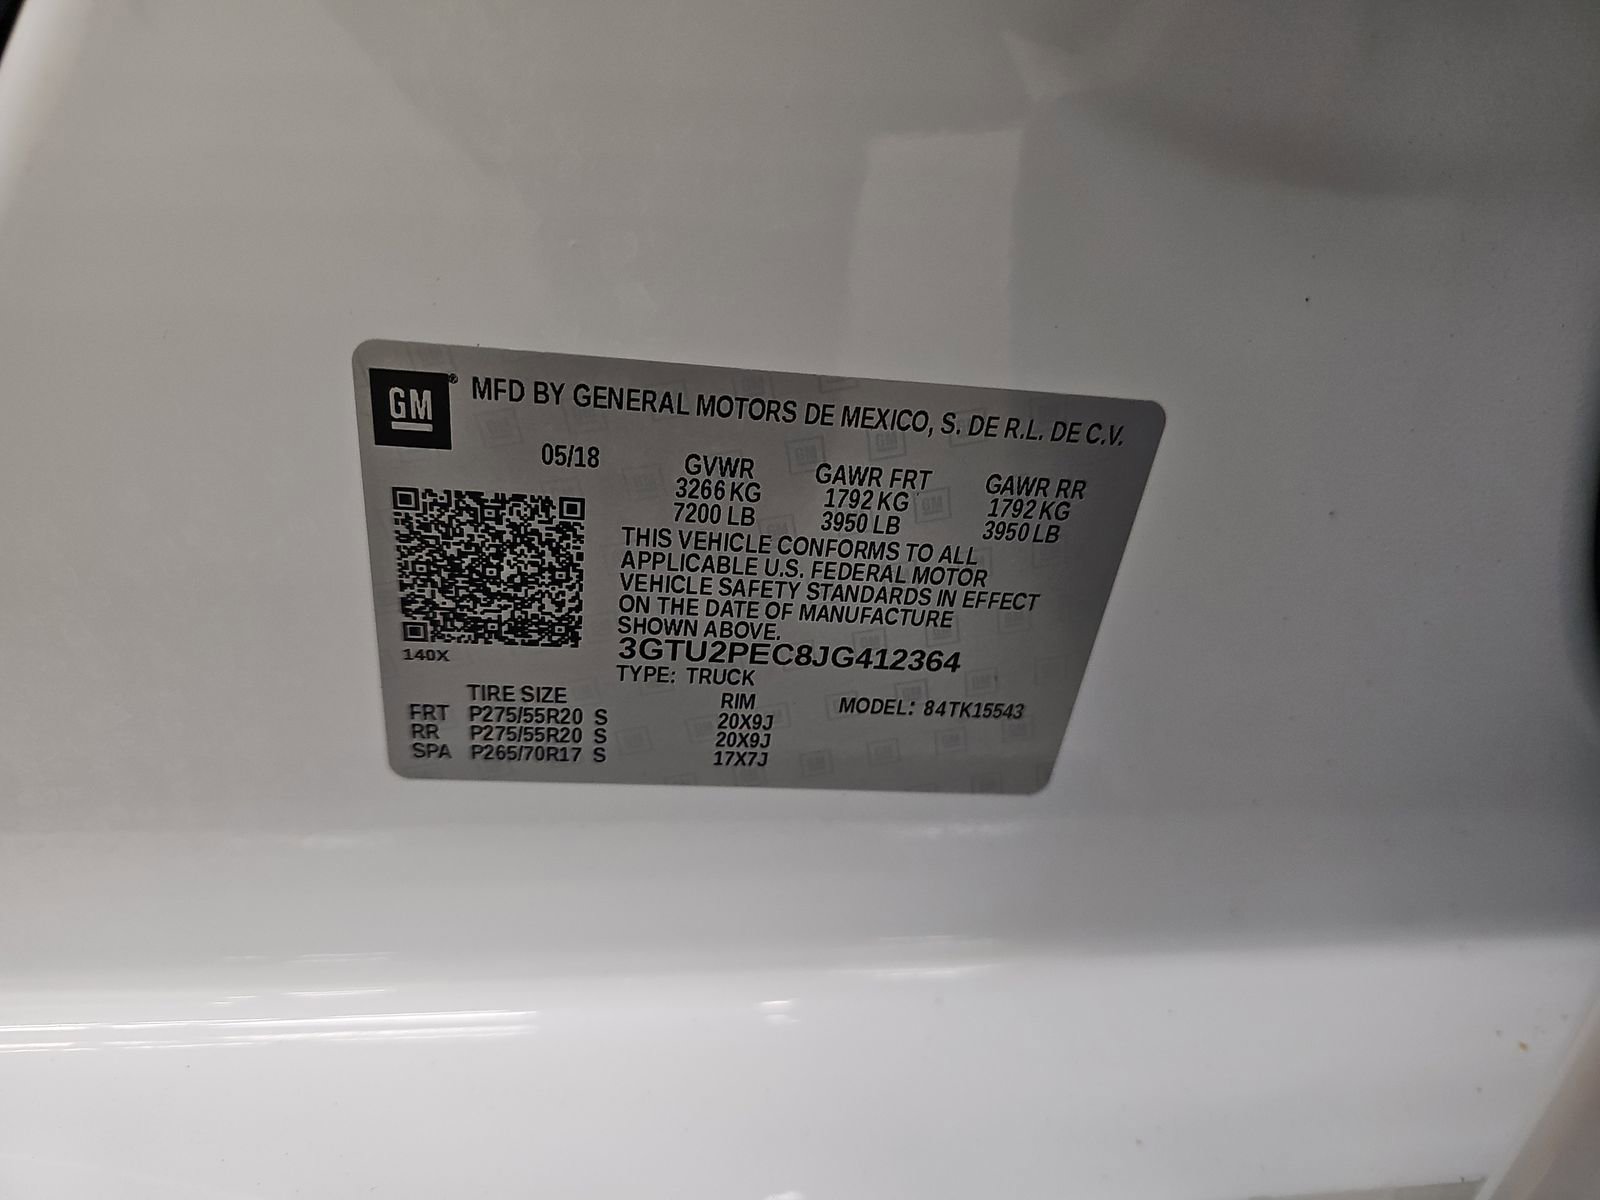 GM ® MFD BY GENERAL MOTORS DE MEXICO, S. DE R.L. DE C.V.
05/18 GVWR GAWR FRT GAWR RR
3266 KG 1792 KG 1792 KG
7200 LB 3950 LB 3950 LB
THIS VEHICLE CONFORMS TO ALL
APPLICABLE U.S. FEDERAL MOTOR
VEHICLE SAFETY STANDARDS IN EFFECT
ON THE DATE OF MANUFACTURE
SHOWN ABOVE.
140X 3GTU2PEC8JG412364
TYPE: TRUCK
TIRE SIZE RIM MODEL: 84TK15543
FRT P275/55R20 S 20X9J
RR P275/55R20 S 20X9J
SPA P265/70R17 S 17X7J